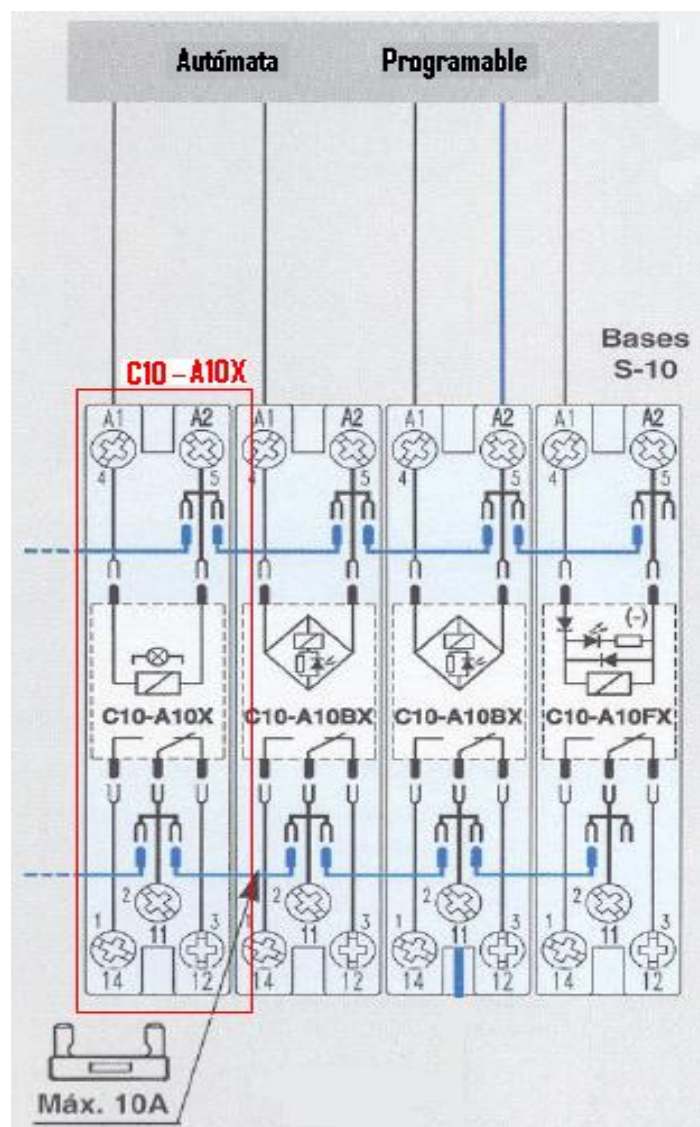 Autómata Programable
Bases
S-10
C10 – A10X
A1 A2 A1 A2 A1 A2 A1 A2
4 5 4 5 4 5 4 5
(-)
C10-A10X C10-A10BX C10-A10BX C10-A10FX
2 2 2 2
1 3 1 3 1 3 1 3
11 11 11 11
14 12 14 12 14 12 14 12
Máx. 10A